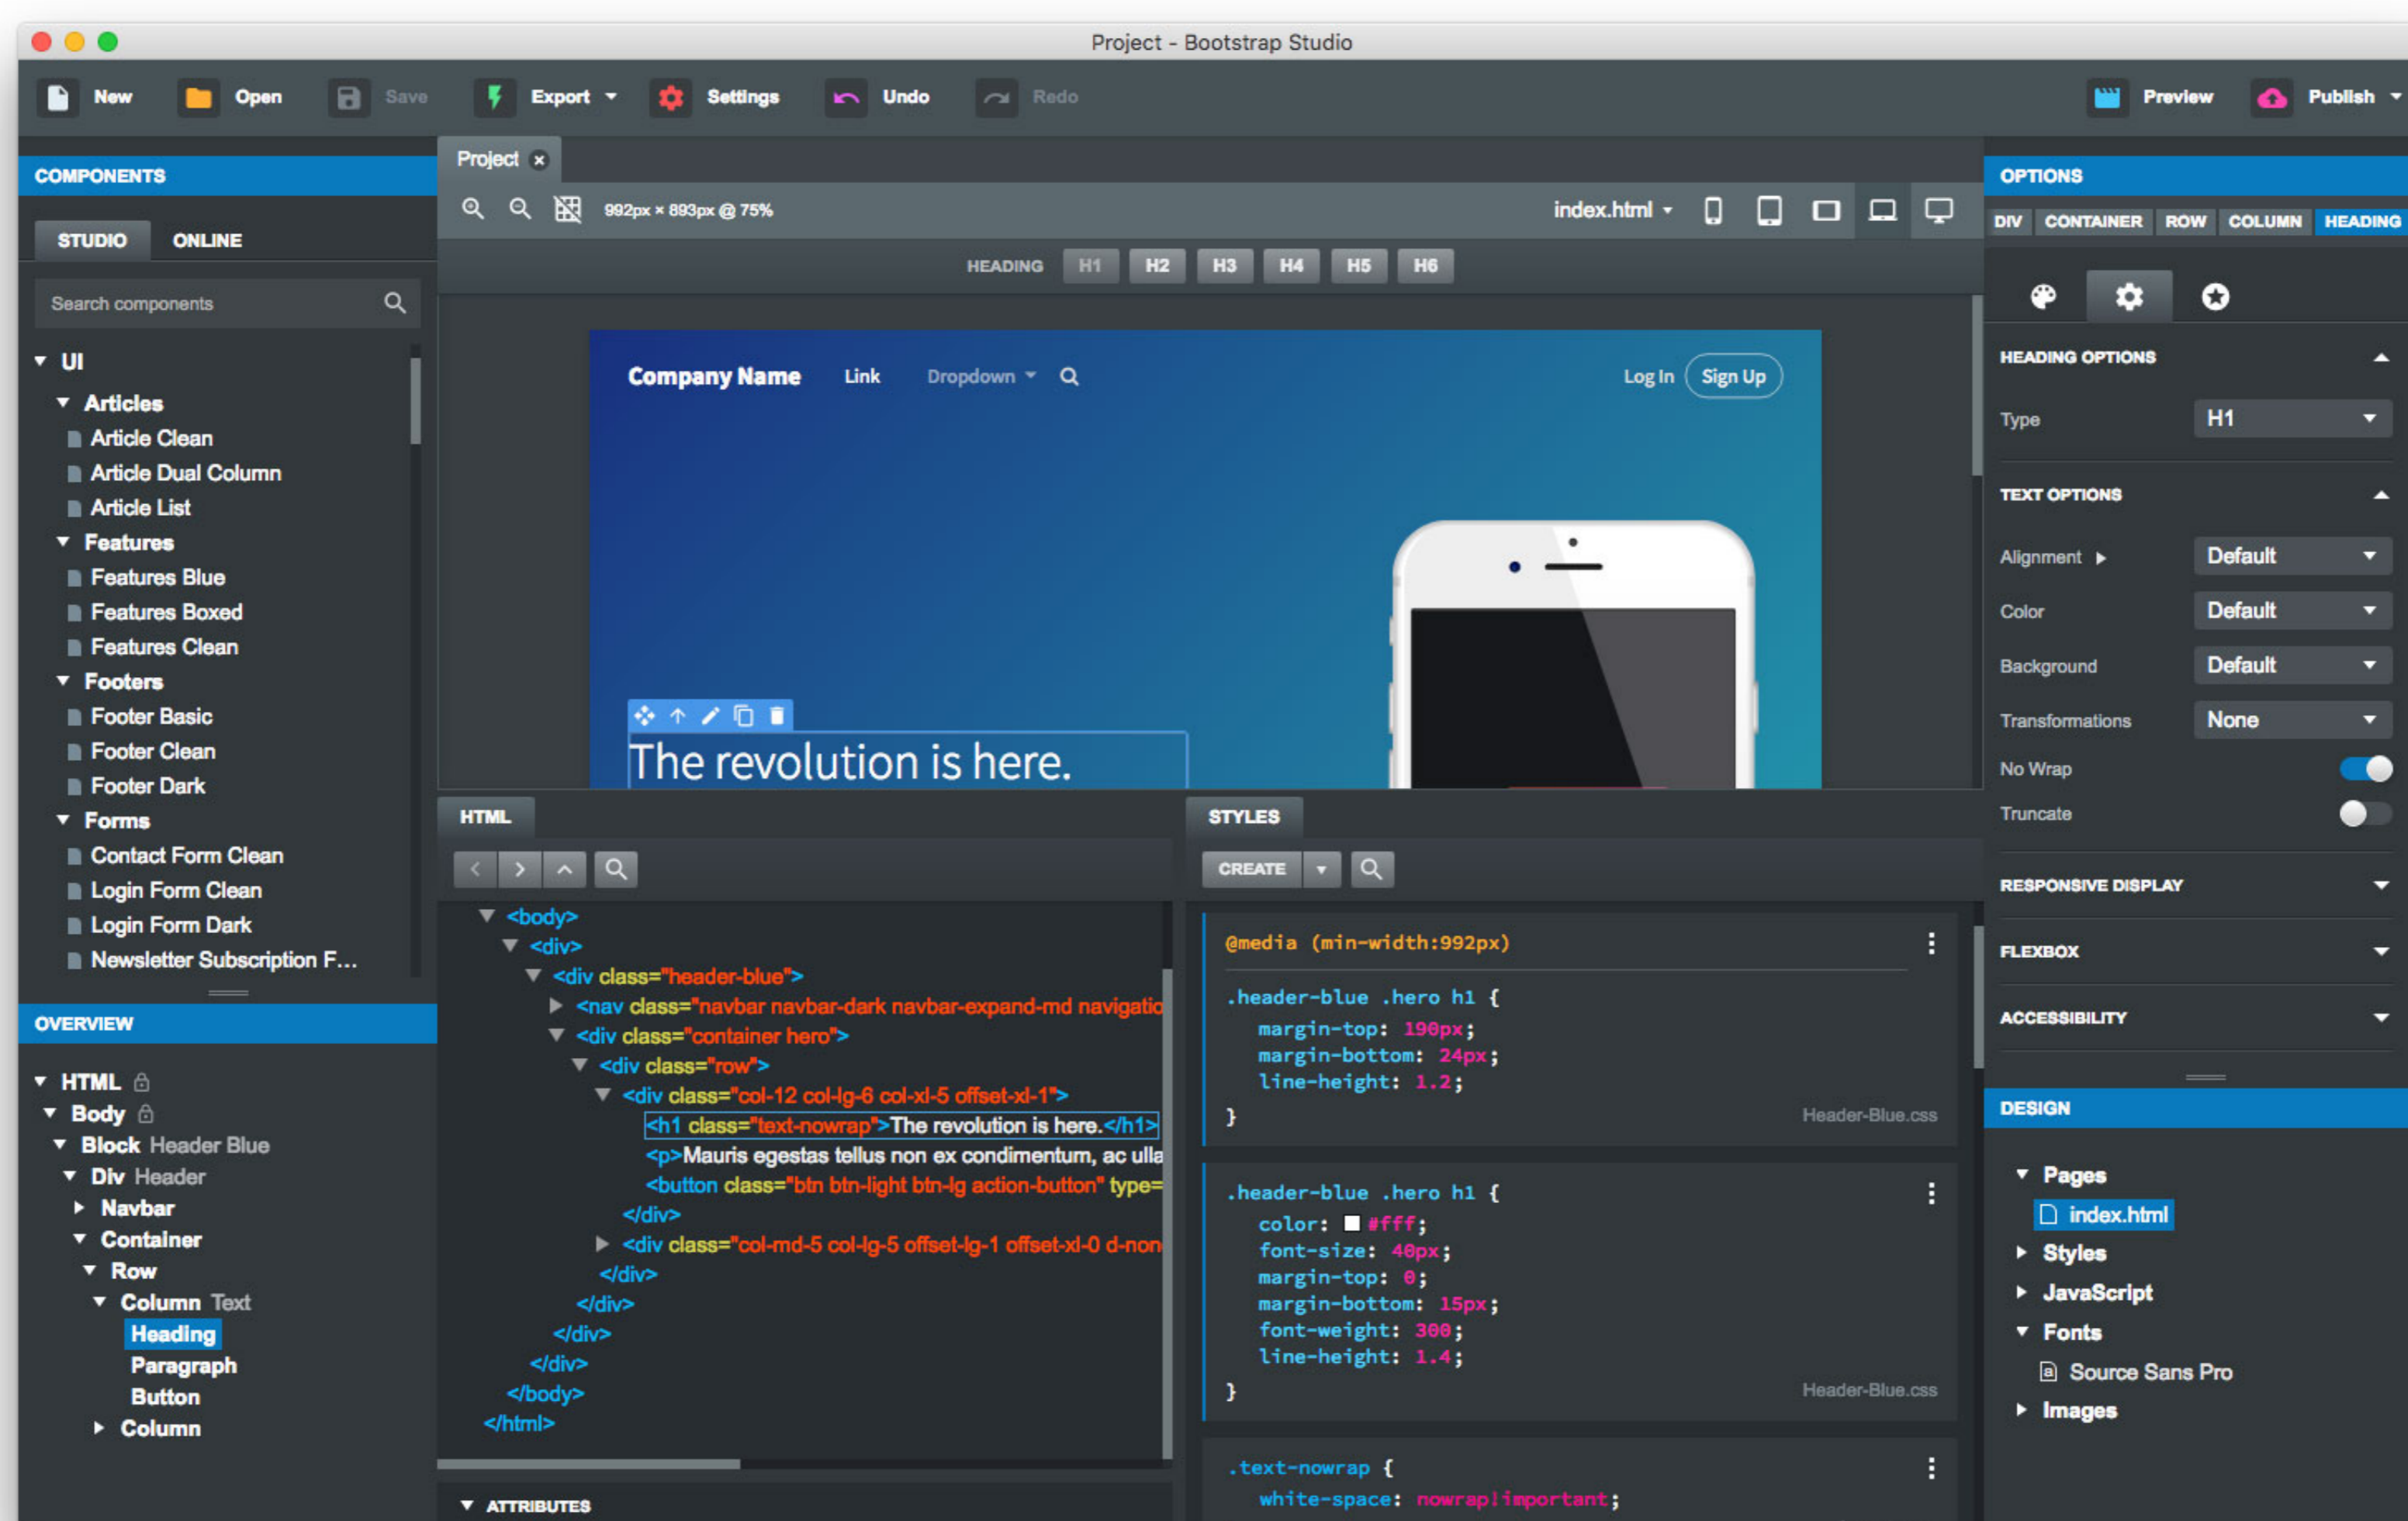 Project - Bootstrap Studio
New Open Save Export Settings Undo Redo Preview Publish
COMPONENTS
STUDIO ONLINE
Search components
UI
Articles
Article Clean
Article Dual Column
Article List
Features
Features Blue
Features Boxed
Features Clean
Footers
Footer Basic
Footer Clean
Footer Dark
Forms
Contact Form Clean
Login Form Clean
Login Form Dark
Newsletter Subscription F...
OVERVIEW
HTML
Body
Block Header Blue
Div Header
Navbar
Container
Row
Column Text
Heading
Paragraph
Button
Column
Project
992px × 893px @ 75% index.html
HEADING H1 H2 H3 H4 H5 H6
Company Name Link Dropdown Log In Sign Up
The revolution is here.
HTML
<body>
<div>
<div class="header-blue">
<nav class="navbar navbar-dark navbar-expand-md navigatio
<div class="container hero">
<div class="row">
<div class="col-12 col-lg-6 col-xl-5 offset-xl-1">
<h1 class="text-nowrap">The revolution is here.</h1>
<p>Mauris egestas tellus non ex condimentum, ac ulla
<button class="btn btn-light btn-lg action-button" type=
</div>
<div class="col-md-5 col-lg-5 offset-lg-1 offset-xl-0 d-non
</div>
</div>
</div>
</div>
</body>
</html>
ATTRIBUTES
STYLES
CREATE
@media (min-width:992px)
.header-blue .hero h1 {
margin-top: 190px;
margin-bottom: 24px;
line-height: 1.2;
}
Header-Blue.css
.header-blue .hero h1 {
color: #fff;
font-size: 40px;
margin-top: 0;
margin-bottom: 15px;
font-weight: 300;
line-height: 1.4;
}
Header-Blue.css
.text-nowrap {
white-space: nowrap!important;
OPTIONS
DIV CONTAINER ROW COLUMN HEADING
HEADING OPTIONS
Type H1
TEXT OPTIONS
Alignment Default
Color Default
Background Default
Transformations None
No Wrap
Truncate
RESPONSIVE DISPLAY
FLEXBOX
ACCESSIBILITY
DESIGN
Pages
index.html
Styles
JavaScript
Fonts
a Source Sans Pro
Images